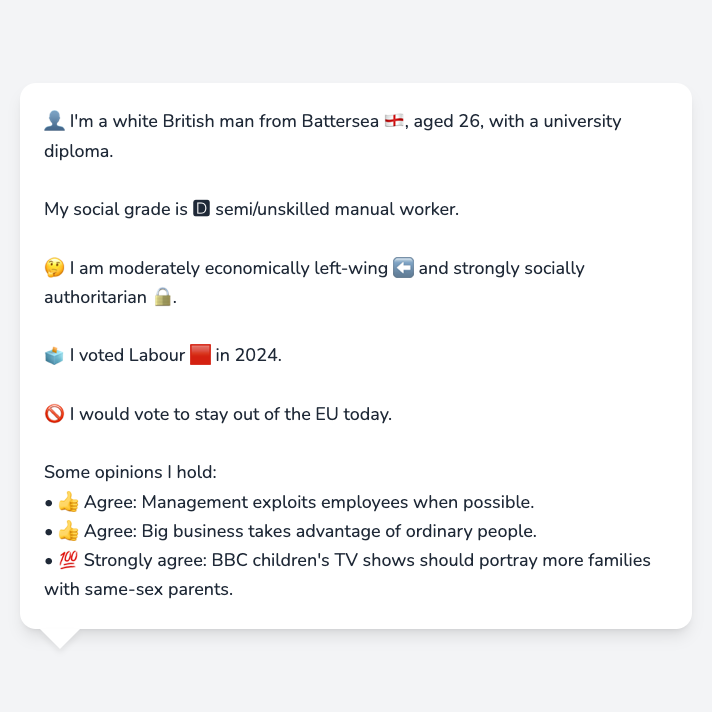 👤 I'm a white British man from Battersea 🏴󠁧󠁢󠁥󠁮󠁧󠁿, aged 26, with a university
diploma.
My social grade is 🅳 semi/unskilled manual worker.
🤔 I am moderately economically left-wing ⬅️ and strongly socially
authoritarian 🔒.
🗳️ I voted Labour 🟥 in 2024.
🚫 I would vote to stay out of the EU today.
Some opinions I hold:
• 👍 Agree: Management exploits employees when possible.
• 👍 Agree: Big business takes advantage of ordinary people.
• 💯 Strongly agree: BBC children's TV shows should portray more families
with same-sex parents.